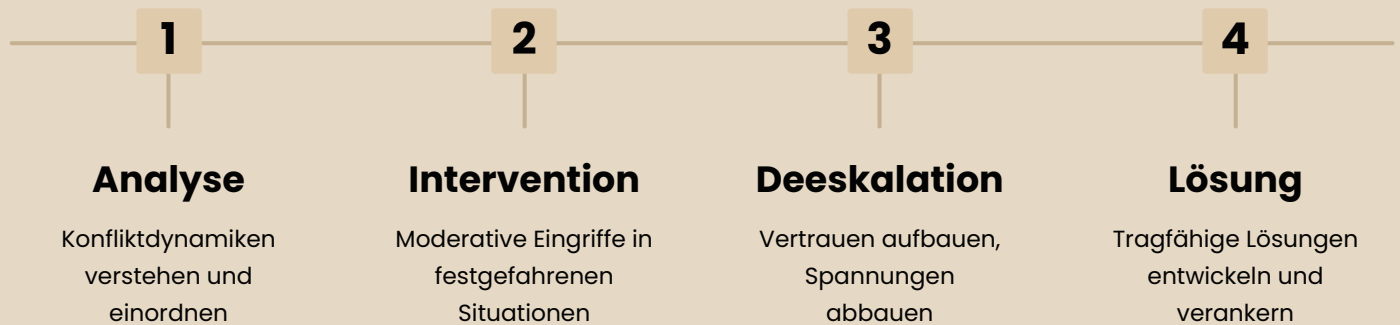 1
2
3
4
Analyse
Konfliktdynamiken
verstehen und
einordnen
Intervention
Moderative Eingriffe in
festgefahrenen
Situationen
Deeskalation
Vertrauen aufbauen,
Spannungen
abbauen
Lösung
Tragfähige Lösungen
entwickeln und
verankern